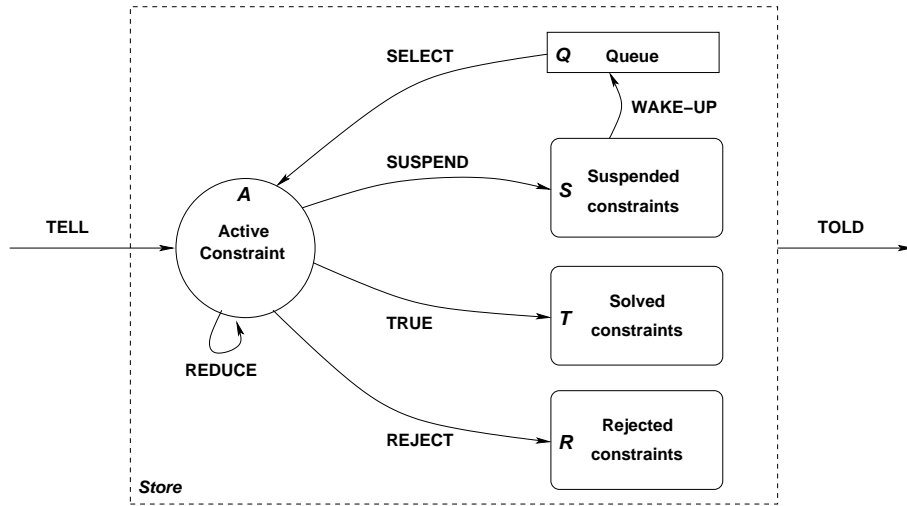 SELECT
Q Queue
WAKE–UP
SUSPEND
A
Active
Constraint
S
Suspended
constraints
TELL
TOLD
TRUE
T
Solved
constraints
REDUCE
REJECT
R
Rejected
constraints
Store